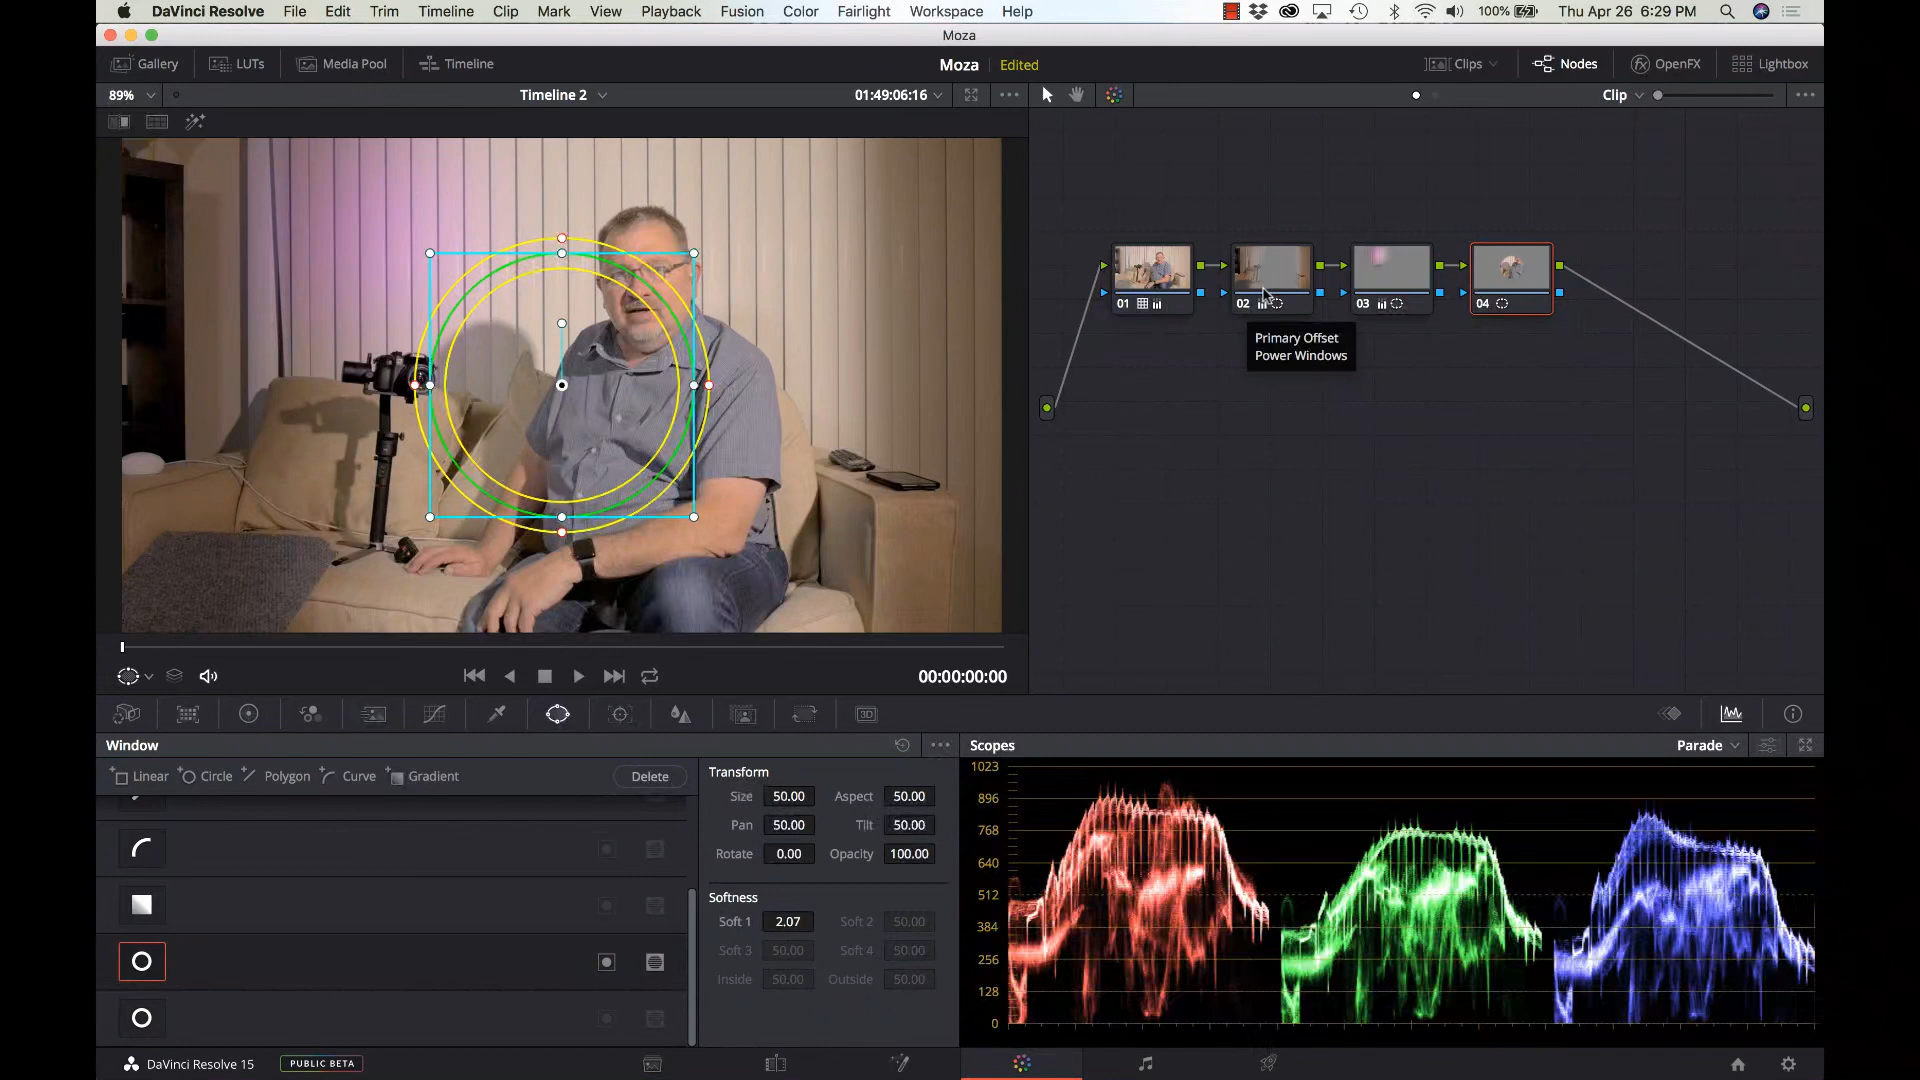 DaVinci Resolve File Edit Trim Timeline Clip Mark View Playback Fusion Color Fairlight Workspace Help 100% Thu Apr 26 6:29 PM
Moza
Gallery LUTs Media Pool Timeline Moza Edited Clips Nodes OpenFX Lightbox
89% Timeline 2 01:49:06:16 Clip
01 02 03 04
Primary Offset
Power Windows
00:00:00:00
3D
Window Scopes Parade
Linear Circle Polygon Curve Gradient Delete
Transform
Size 50.00 Aspect 50.00
Pan 50.00 Tilt 50.00
Rotate 0.00 Opacity 100.00
Softness
Soft 1 2.07 Soft 2 50.00
Soft 3 50.00 Soft 4 50.00
Inside 50.00 Outside 50.00
1023
896
768
640
512
384
256
128
0
DaVinci Resolve 15 PUBLIC BETA